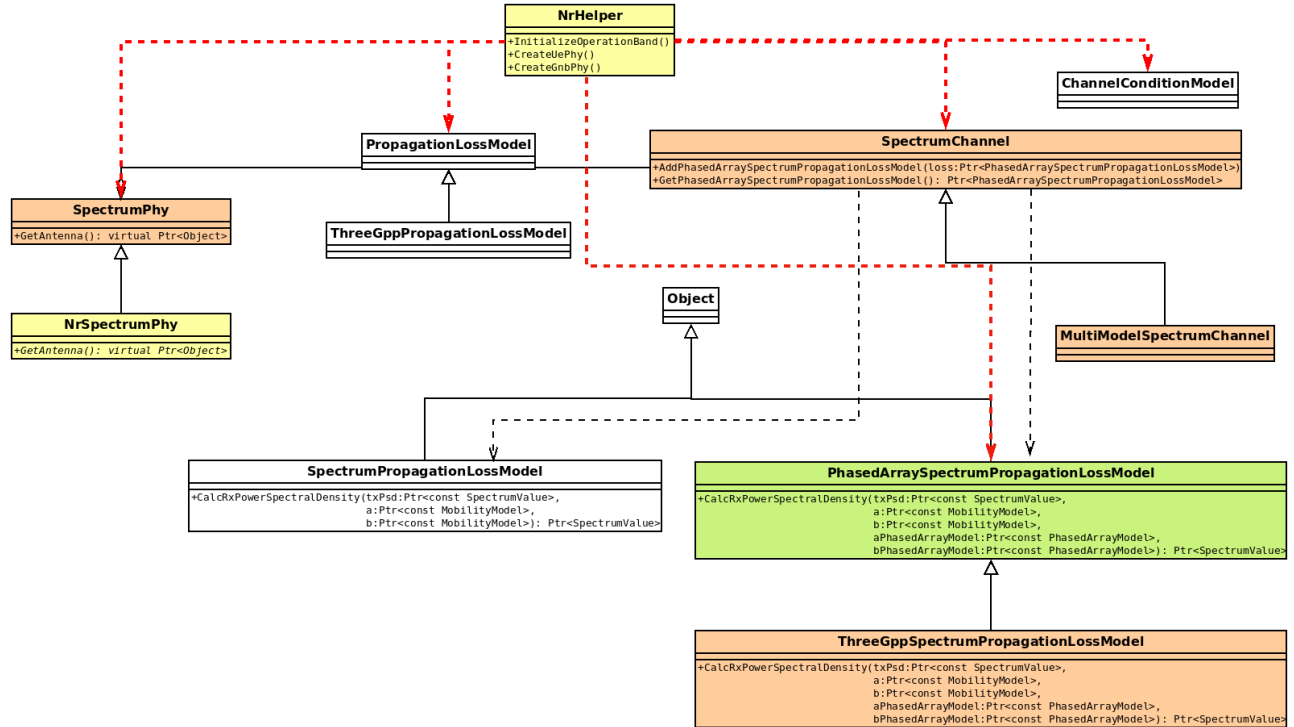 NrHelper
+InitializeOperationBand()
+CreateUePhy()
+CreateGnbPhy()
ChannelConditionModel
PropagationLossModel
SpectrumChannel
+AddPhasedArraySpectrumPropagationLossModel(loss:Ptr<PhasedArraySpectrumPropagationLossModel>)
+GetPhasedArraySpectrumPropagationLossModel(): Ptr<PhasedArraySpectrumPropagationLossModel>
SpectrumPhy
+GetAntenna(): virtual Ptr<Object>
ThreeGppPropagationLossModel
Object
NrSpectrumPhy
+GetAntenna(): virtual Ptr<Object>
MultiModelSpectrumChannel
SpectrumPropagationLossModel
+CalcRxPowerSpectralDensity(txPsd:Ptr<const SpectrumValue>,
a:Ptr<const MobilityModel>,
b:Ptr<const MobilityModel>): Ptr<SpectrumValue>
PhasedArraySpectrumPropagationLossModel
+CalcRxPowerSpectralDensity(txPsd:Ptr<const SpectrumValue>,
a:Ptr<const MobilityModel>,
b:Ptr<const MobilityModel>,
aPhasedArrayModel:Ptr<const PhasedArrayModel>,
bPhasedArrayModel:Ptr<const PhasedArrayModel>): Ptr<SpectrumValue>
ThreeGppSpectrumPropagationLossModel
+CalcRxPowerSpectralDensity(txPsd:Ptr<const SpectrumValue>,
a:Ptr<const MobilityModel>,
b:Ptr<const MobilityModel>,
aPhasedArrayModel:Ptr<const PhasedArrayModel>,
bPhasedArrayModel:Ptr<const PhasedArrayModel>): Ptr<SpectrumValue>